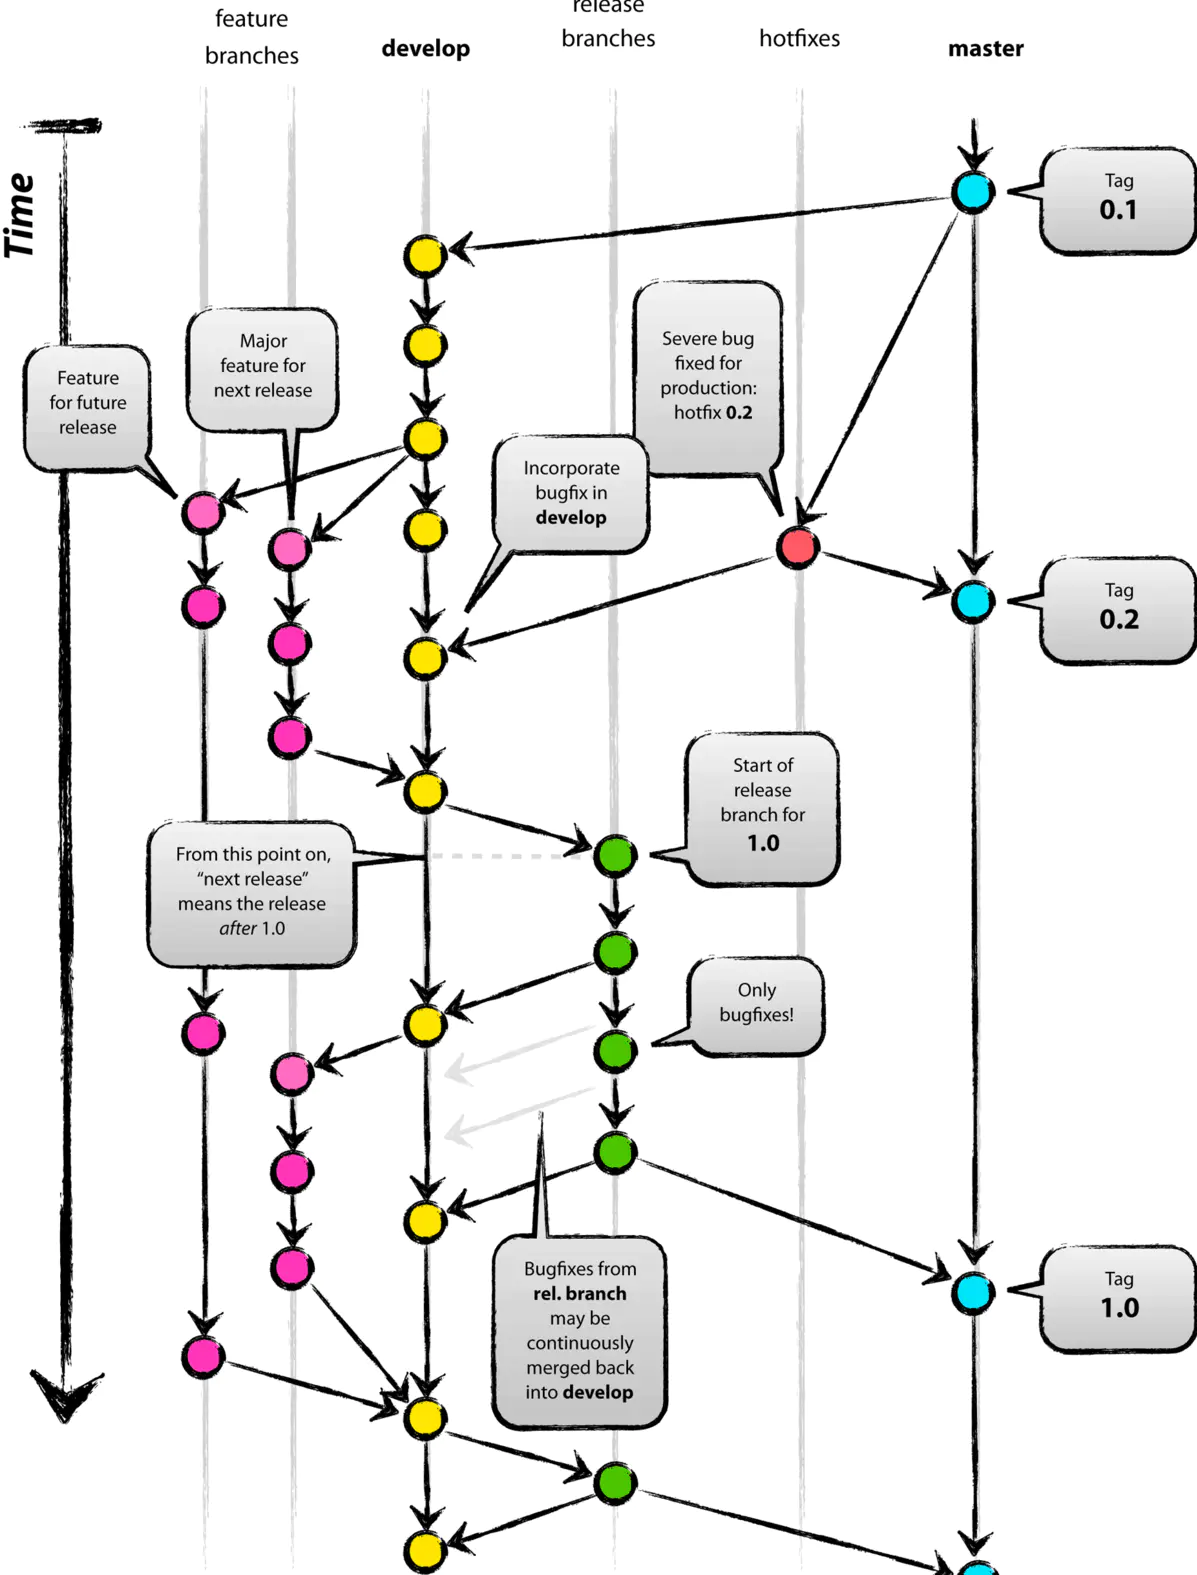 feature
branches
develop
release
branches
hotfixes
master
Time
Tag
0.1
Major
feature for
next release
Feature
for future
release
Severe bug
fixed for
production:
hotfix 0.2
Incorporate
bugfix in
develop
Tag
0.2
Start of
release
branch for
1.0
From this point on,
“next release”
means the release
after 1.0
Only
bugfixes!
Bugfixes from
rel. branch
may be
continuously
merged back
into develop
Tag
1.0